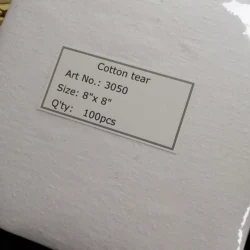 Cotton tear
Art No.: 3050
Size: 8"x 8"
Q'ty: 100pcs